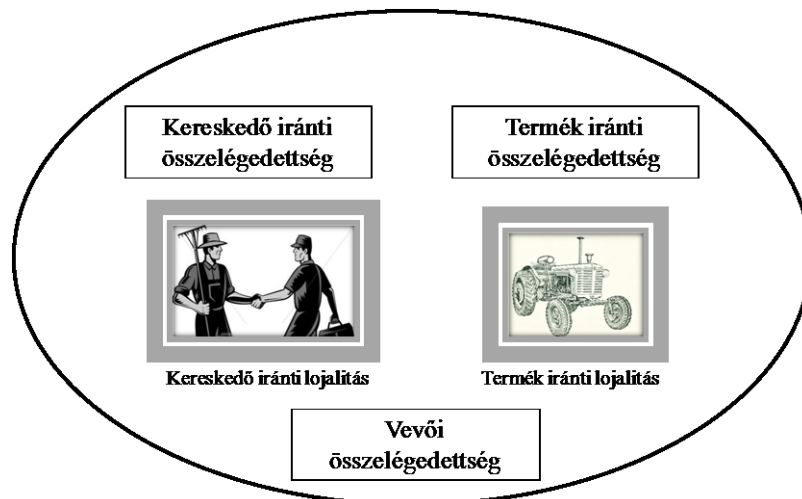 Kereskedő iránti
összelégedettség
Termék iránti
összelégedettség
Kereskedő iránti lojalitás
Termék iránti lojalitás
Vevői
összelégedettség